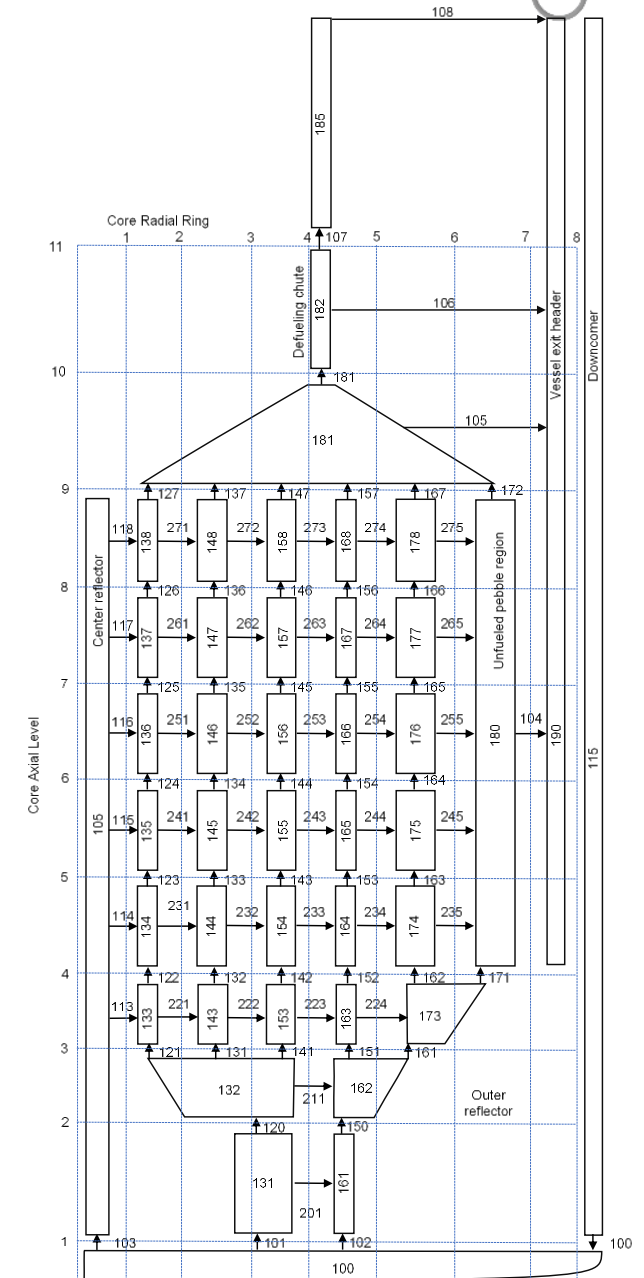 108
185
Core Radial Ring
11 1 2 3 4 107 5 6 7 8
Defueling chute
182
106
Vessel exit header
Downcomer
10
181
181
105
9
127 137 147 157 167 172
118 138 271 148 272 158 273 168 274 178 275
Center reflector
Unfueled pebble region
8
126 136 146 156 166
117 137 261 147 262 157 263 167 264 177 265
7
125 135 145 155 165
116 136 251 146 252 156 253 166 254 176 255 180 104 190
Core Axial Level
115
6
124 134 144 154 164
105 115 135 241 145 242 155 243 165 244 175 245
5
123 133 143 153 163
114 134 231 144 232 154 233 164 234 174 235
4
122 132 142 152 162 171
113 133 221 143 222 153 223 163 224 173
3
121 131 141 151 161
132 211 162
Outer
reflector
2
120 150
131 201 161
1
103 101 102 100
100